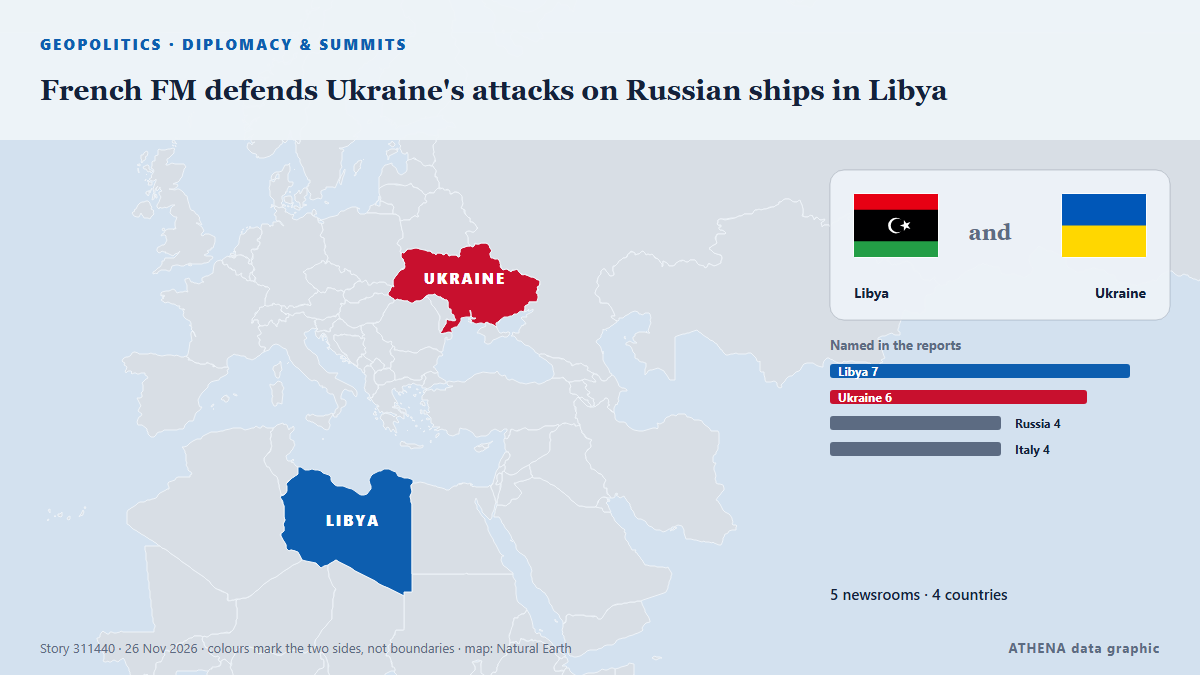 GEOPOLITICS · DIPLOMACY & SUMMITS
French FM defends Ukraine's attacks on Russian ships in Libya
UKRAINE
LIBYA
and
Libya
Ukraine
Named in the reports
Libya 7
Ukraine 6
Russia 4
Italy 4
5 newsrooms · 4 countries
Story 311440 · 26 Nov 2026 · colours mark the two sides, not boundaries · map: Natural Earth
ATHENA data graphic